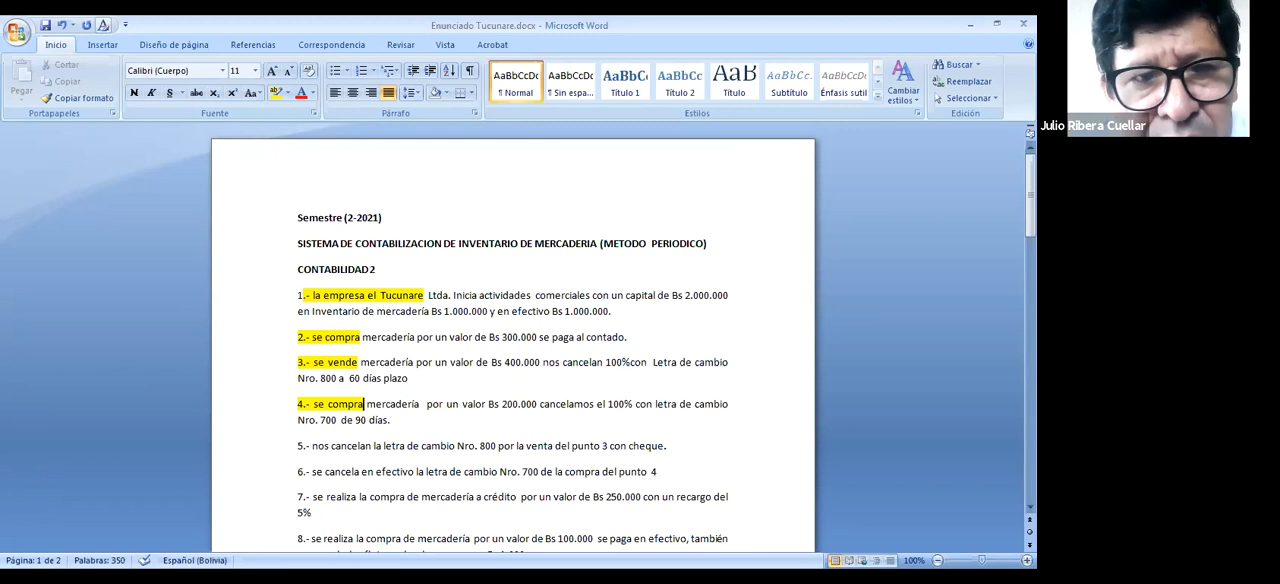 Enunciado Tucunare.docx - Microsoft Word
Inicio Insertar Diseño de página Referencias Correspondencia Revisar Vista Acrobat
Pegar
Cortar
Copiar
Copiar formato
Portapapeles
Calibri (Cuerpo) 11
N K S abc x₂ x² Aa
Fuente
Párrafo
AaBbCcDc AaBbCcDc AaBbCc AaBbCc AaB AaBbCc. AaBbCcDc
¶ Normal ¶ Sin espa... Título 1 Título 2 Título Subtítulo Énfasis sutil
Estilos
Cambiar
estilos
Buscar
Reemplazar
Seleccionar
Edición
Julio Ribera Cuellar
Semestre (2-2021)
SISTEMA DE CONTABILIZACION DE INVENTARIO DE MERCADERIA (METODO PERIODICO)
CONTABILIDAD 2
1.- la empresa el Tucunare Ltda. Inicia actividades comerciales con un capital de Bs 2.000.000
en Inventario de mercadería Bs 1.000.000 y en efectivo Bs 1.000.000.
2.- se compra mercadería por un valor de Bs 300.000 se paga al contado.
3.- se vende mercadería por un valor de Bs 400.000 nos cancelan 100%con Letra de cambio
Nro. 800 a 60 días plazo
4.- se compra mercadería por un valor Bs 200.000 cancelamos el 100% con letra de cambio
Nro. 700 de 90 días.
5.- nos cancelan la letra de cambio Nro. 800 por la venta del punto 3 con cheque.
6.- se cancela en efectivo la letra de cambio Nro. 700 de la compra del punto 4
7.- se realiza la compra de mercadería a crédito por un valor de Bs 250.000 con un recargo del
5%
8.- se realiza la compra de mercadería por un valor de Bs 100.000 se paga en efectivo, también
Página: 1 de 2 Palabras: 350 Español (Bolivia) 100%